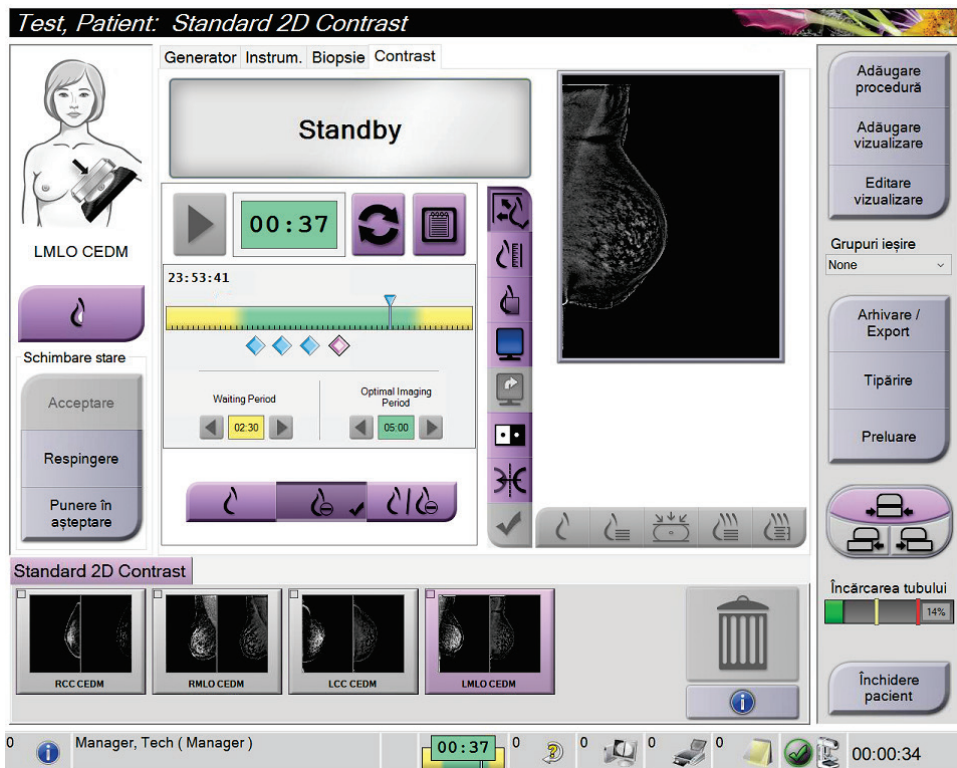 Test, Patient: Standard 2D Contrast
Generator Instrum. Biopsie Contrast
Standby
00:37
23:53:41
Waiting Period
Optimal Imaging
Period
02:30
05:00
LMLO CEDM
Schimbare stare
Acceptare
Respingere
Punere în
așteptare
Adăugare
procedură
Adăugare
vizualizare
Editare
vizualizare
Grupuri ieșire
None
Arhivare /
Export
Tipărire
Preluare
Încărcarea tubului
14%
Închidere
pacient
Standard 2D Contrast
RCC CEDM
RMLO CEDM
LCC CEDM
LMLO CEDM
0
Manager, Tech ( Manager )
00:37
0
0
0
0
00:00:34